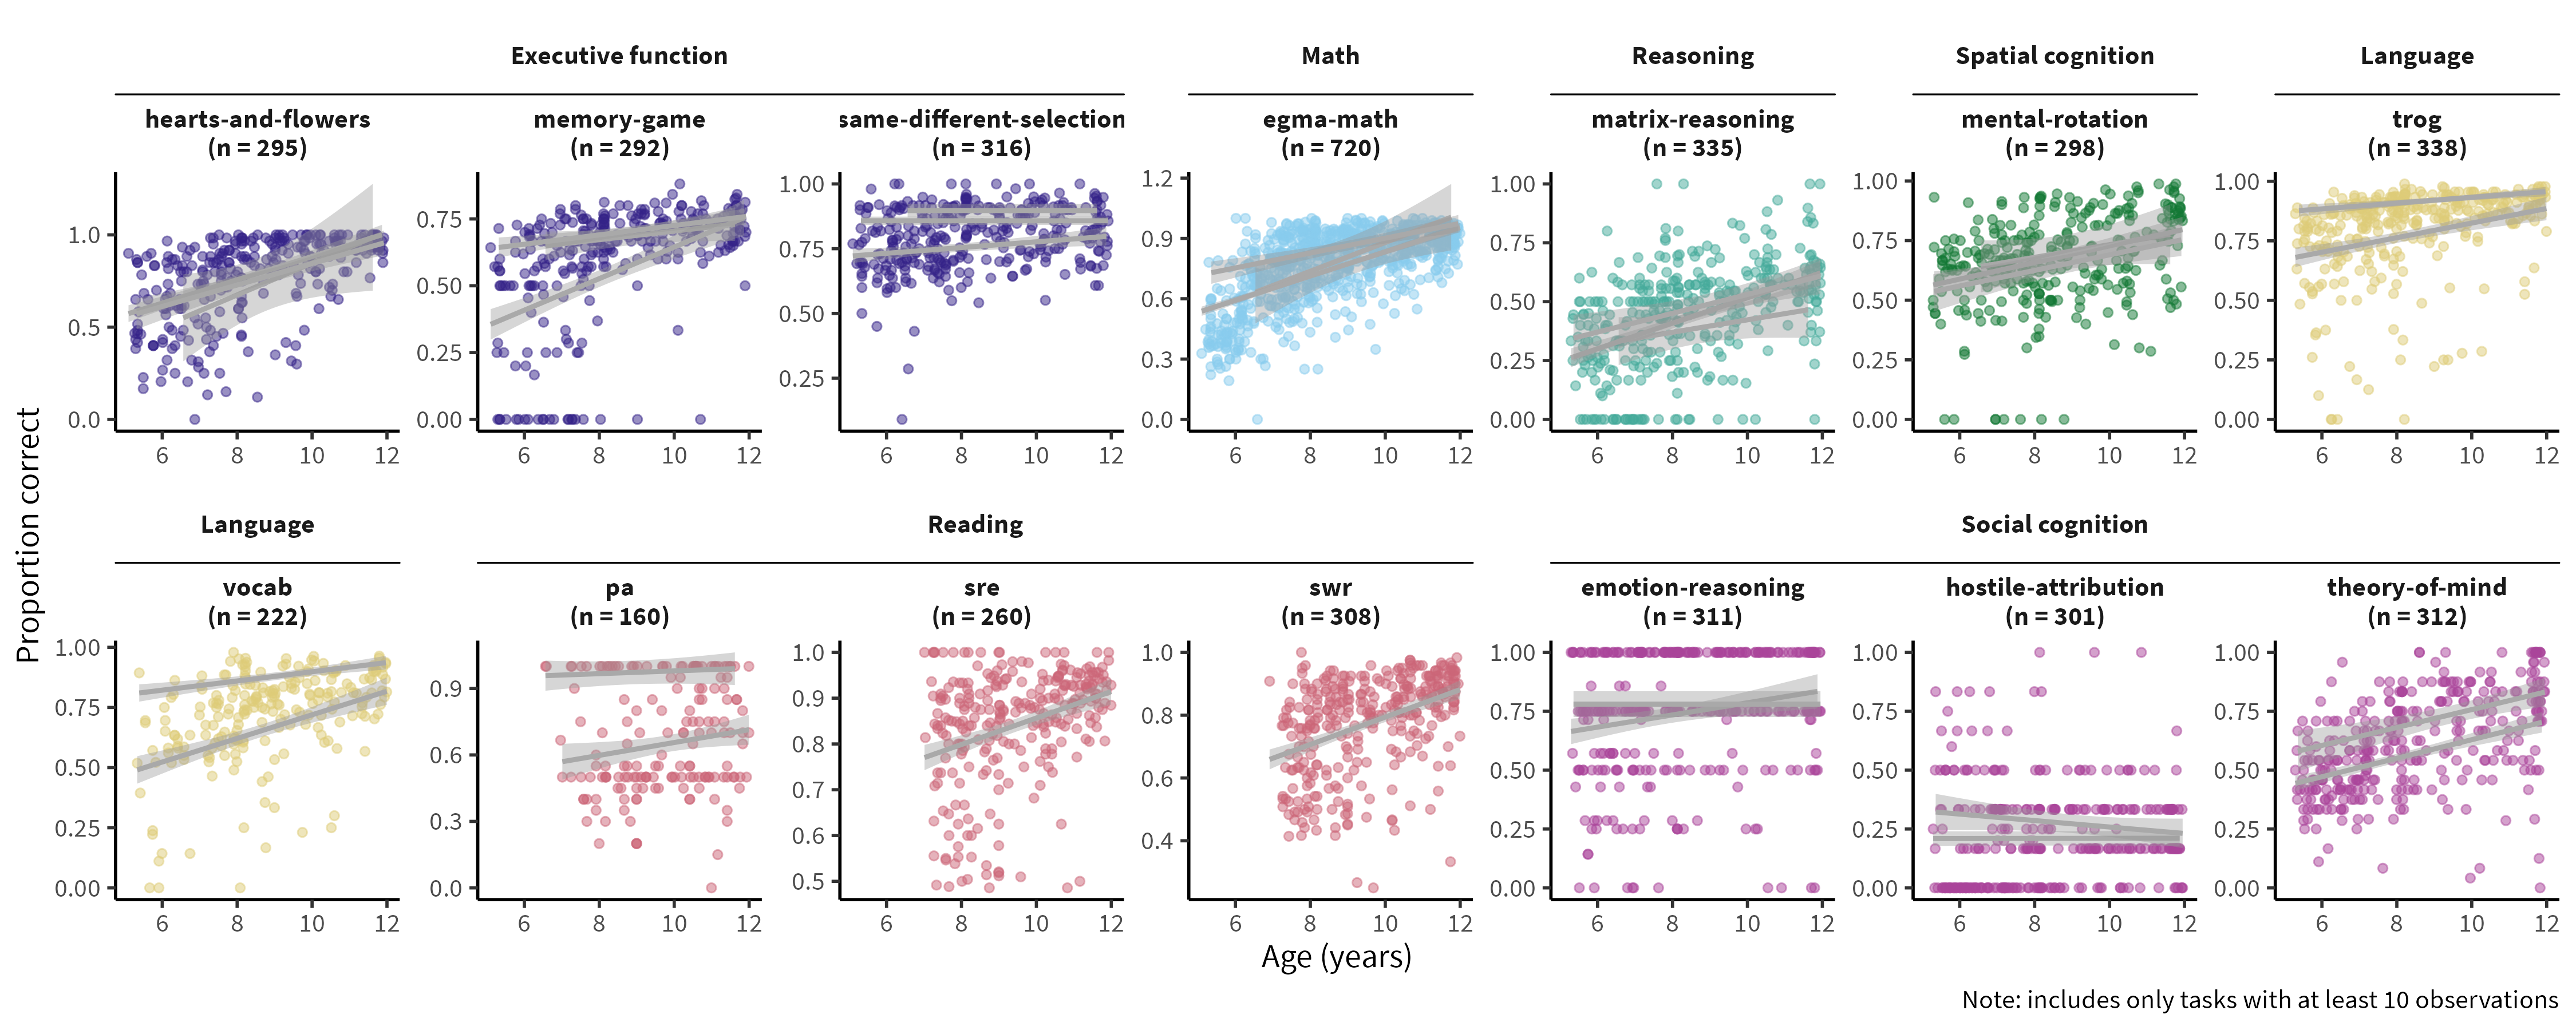 Executive function
Math
Reasoning
Spatial cognition
Language
hearts-and-flowers
(n = 295)
memory-game
(n = 292)
same-different-selection
(n = 316)
egma-math
(n = 720)
matrix-reasoning
(n = 335)
mental-rotation
(n = 298)
trog
(n = 338)
1.0
0.5
0.0
6 8 10 12
0.75
0.50
0.25
0.00
6 8 10 12
1.00
0.75
0.50
0.25
6 8 10 12
1.2
0.9
0.6
0.3
0.0
6 8 10 12
1.00
0.75
0.50
0.25
0.00
6 8 10 12
1.00
0.75
0.50
0.25
0.00
6 8 10 12
1.00
0.75
0.50
0.25
0.00
6 8 10 12
Proportion correct
Language
Reading
Social cognition
vocab
(n = 222)
pa
(n = 160)
sre
(n = 260)
swr
(n = 308)
emotion-reasoning
(n = 311)
hostile-attribution
(n = 301)
theory-of-mind
(n = 312)
1.00
0.75
0.50
0.25
0.00
6 8 10 12
0.9
0.6
0.3
0.0
6 8 10 12
1.0
0.9
0.8
0.7
0.6
0.5
6 8 10 12
1.0
0.8
0.6
0.4
6 8 10 12
1.00
0.75
0.50
0.25
0.00
6 8 10 12
1.00
0.75
0.50
0.25
0.00
6 8 10 12
1.00
0.75
0.50
0.25
0.00
6 8 10 12
Age (years)
Note: includes only tasks with at least 10 observations